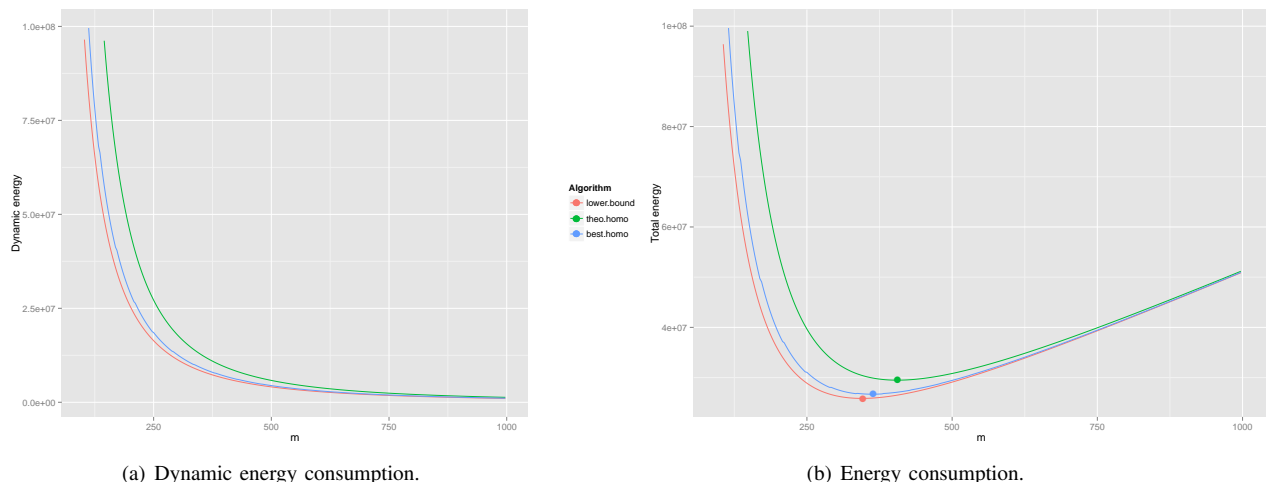 1.0e+08
7.5e+07
5.0e+07
2.5e+07
0.0e+00
Dynamic energy
250
500
750
1000
m
(a) Dynamic energy consumption.
Algorithm
lower.bound
theo.homo
best.homo
1e+08
8e+07
6e+07
4e+07
Total energy
250
500
750
1000
m
(b) Energy consumption.